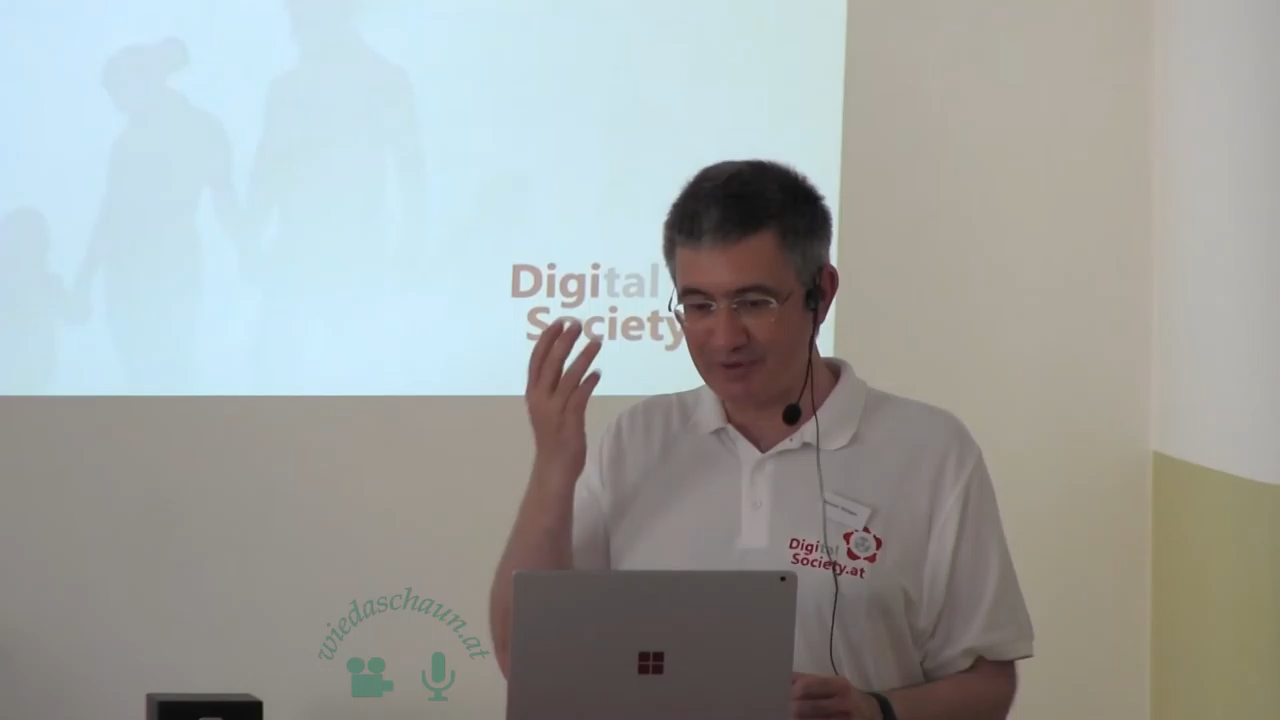 Digital
Society
Digital
Society.at
wiedaschaun.at